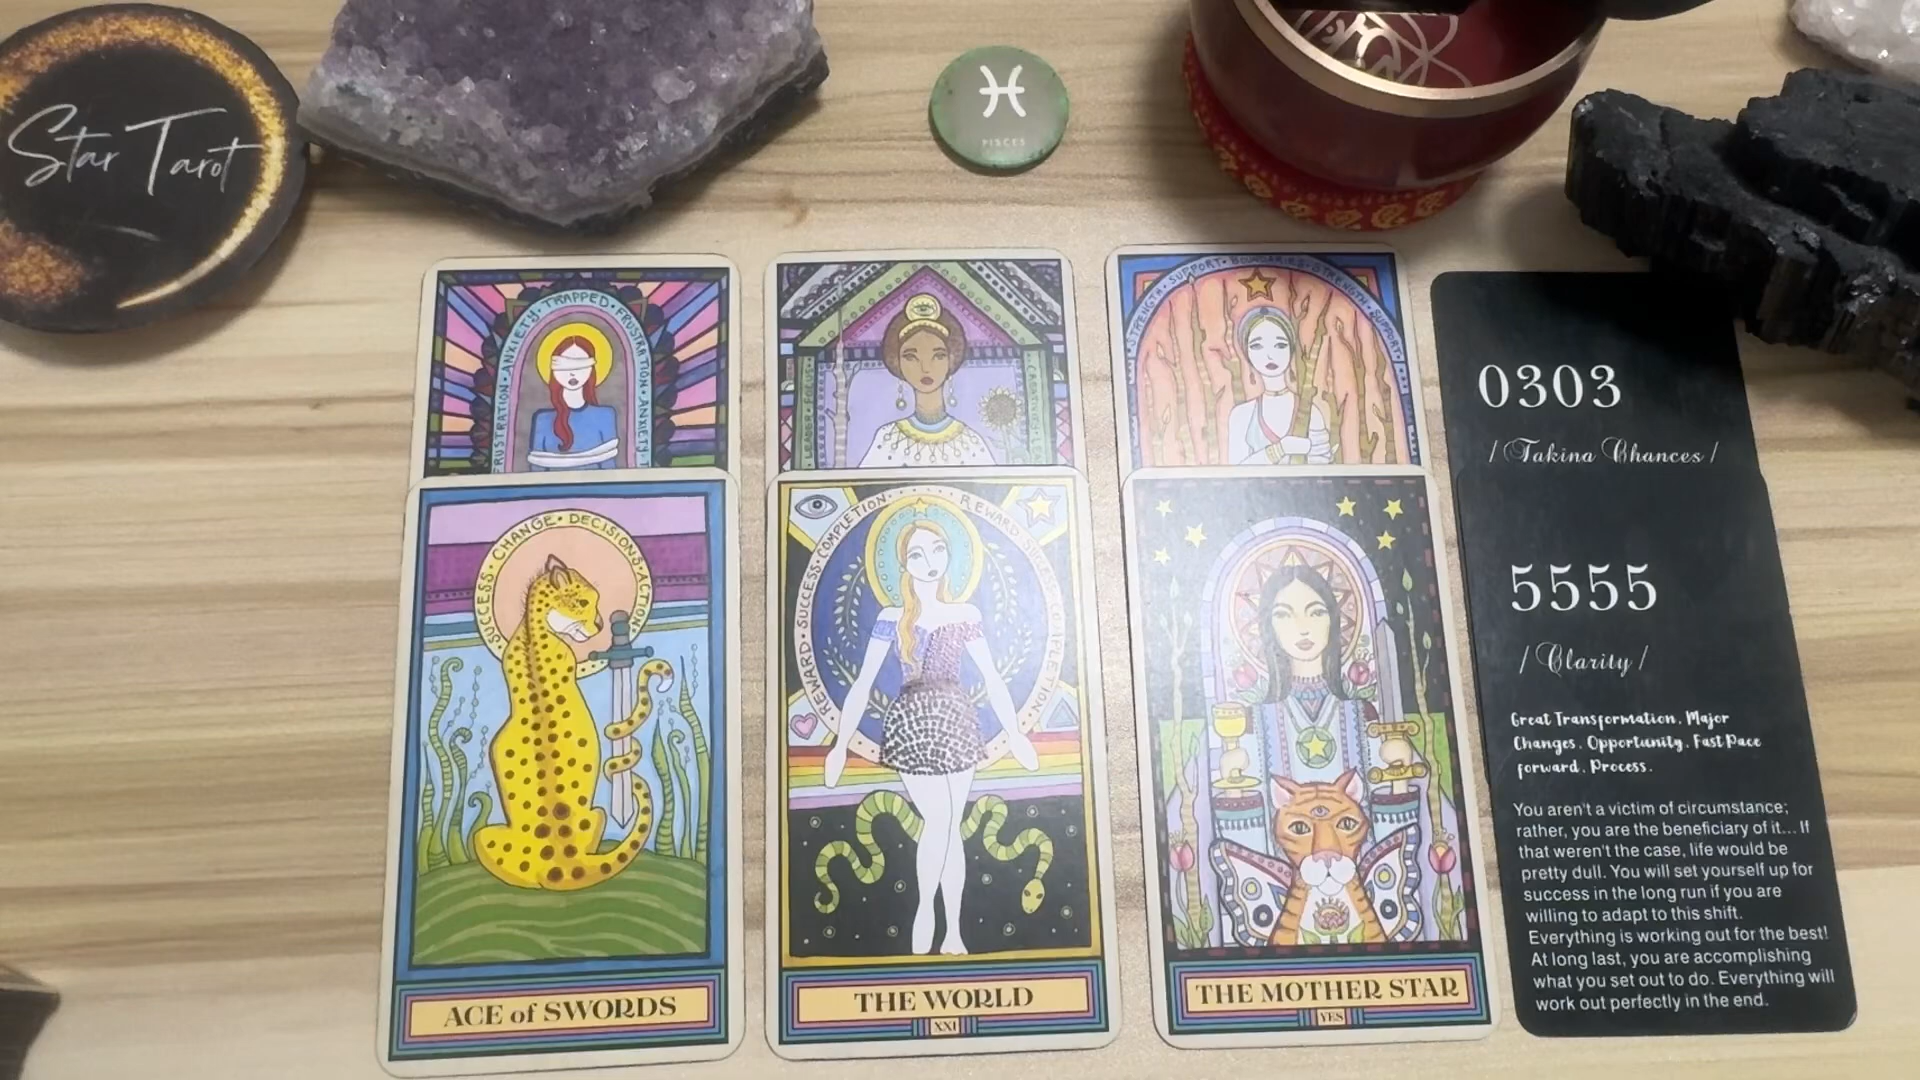 Star Tarot
PISCES
FRUSTRATION · ANXIETY · TRAPPED · FRUSTRATION · ANXIETY
LEADER · FOCUS
CREATIVE · L
STRENGTH · SUPPORT · BOUNDARIES · STRENGTH · SUPPORT
0303
/ Taking Chances /
SUCCESS · CHANGE · DECISIONS · ACTION ·
ACE of SWORDS
REWARD · SUCCESS · COMPLETION
REWARD SUCCESS · COMPLETION
THE WORLD
XXI
THE MOTHER STAR
YES
5555
/ Clarity /
Great Transformation, Major
Changes, Opportunity, Fast Pace
forward, Process.
You aren't a victim of circumstance;
rather, you are the beneficiary of it... If
that weren't the case, life would be
pretty dull. You will set yourself up for
success in the long run if you are
willing to adapt to this shift.
Everything is working out for the best!
At long last, you are accomplishing
what you set out to do. Everything will
work out perfectly in the end.